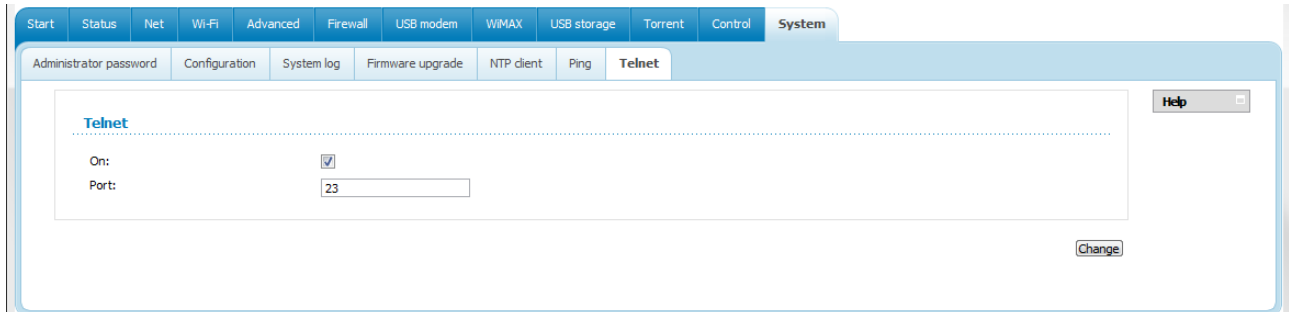 Start Status Net Wi-Fi Advanced Firewall USB modem WiMAX USB storage Torrent Control System
Administrator password Configuration System log Firmware upgrade NTP client Ping Telnet
Help
Telnet
On:
Port: 23
Change